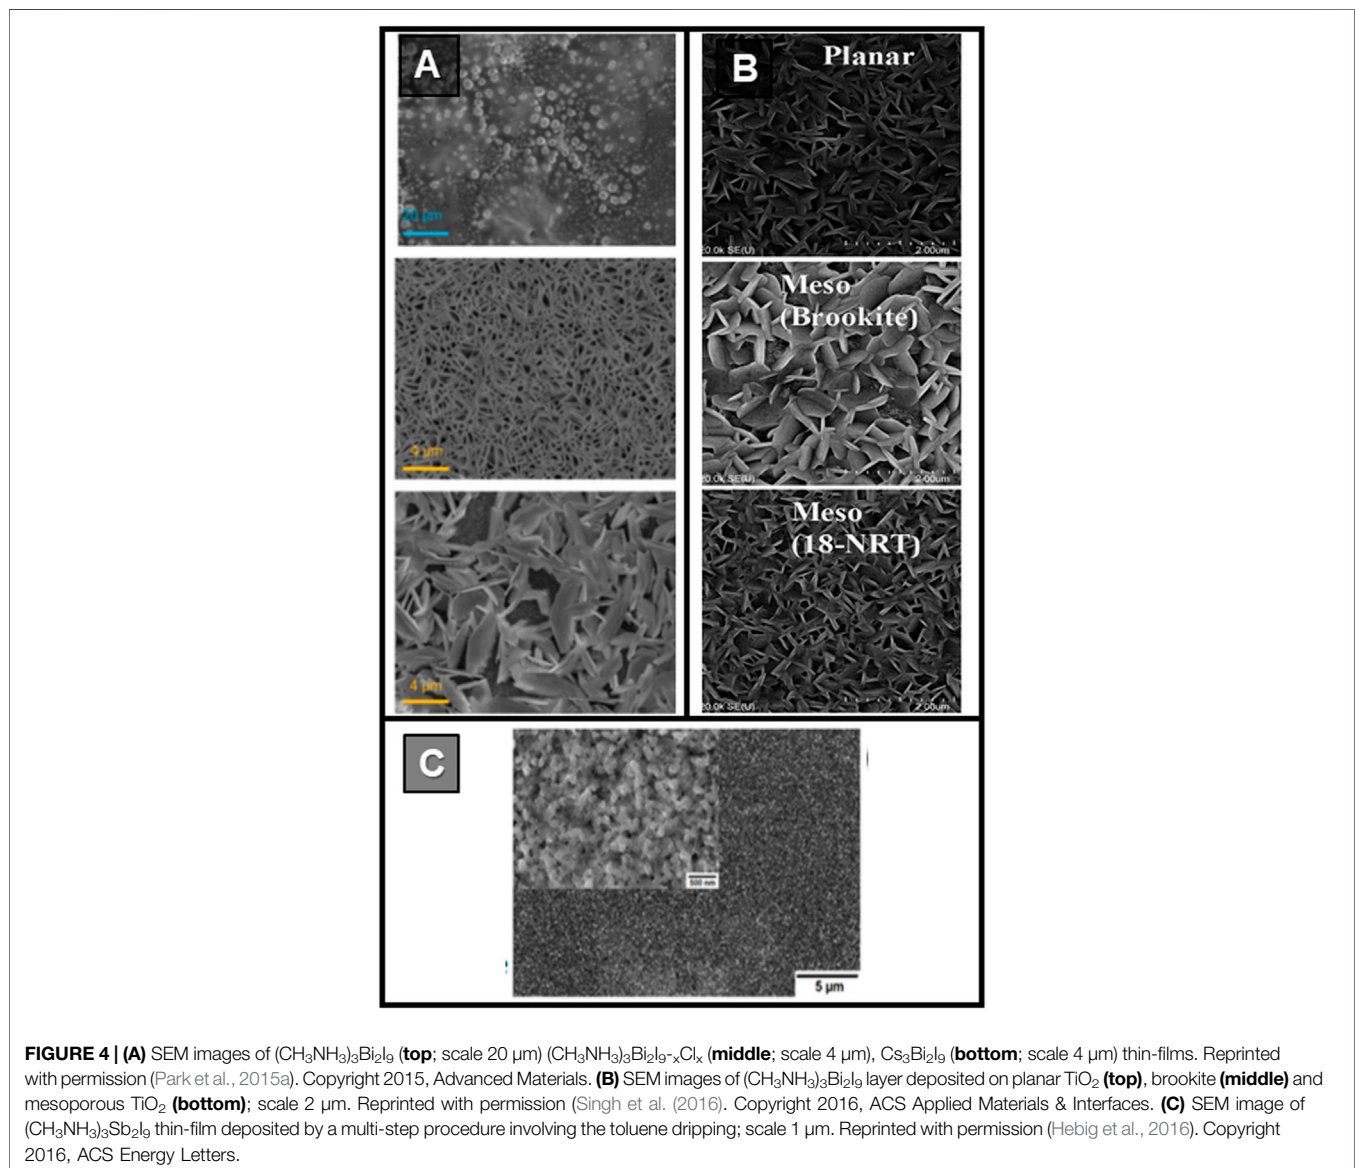 A
20 µm
4 µm
4 µm
B
Planar
20.0k SE(U)
2.00um
Meso
(Brookite)
20.0k SE(U)
2.00um
Meso
(18-NRT)
20.0k SE(U)
2.00um
C
500 nm
5 µm
FIGURE 4 | (A) SEM images of (CH₃NH₃)₃Bi₂I₉ (top; scale 20 µm) (CH₃NH₃)₃Bi₂I₉-ₓClₓ (middle; scale 4 µm), Cs₃Bi₂I₉ (bottom; scale 4 µm) thin-films. Reprinted
with permission (Park et al., 2015a). Copyright 2015, Advanced Materials. (B) SEM images of (CH₃NH₃)₃Bi₂I₉ layer deposited on planar TiO₂ (top), brookite (middle) and
mesoporous TiO₂ (bottom); scale 2 µm. Reprinted with permission (Singh et al. (2016). Copyright 2016, ACS Applied Materials & Interfaces. (C) SEM image of
(CH₃NH₃)₃Sb₂I₉ thin-film deposited by a multi-step procedure involving the toluene dripping; scale 1 µm. Reprinted with permission (Hebig et al., 2016). Copyright
2016, ACS Energy Letters.